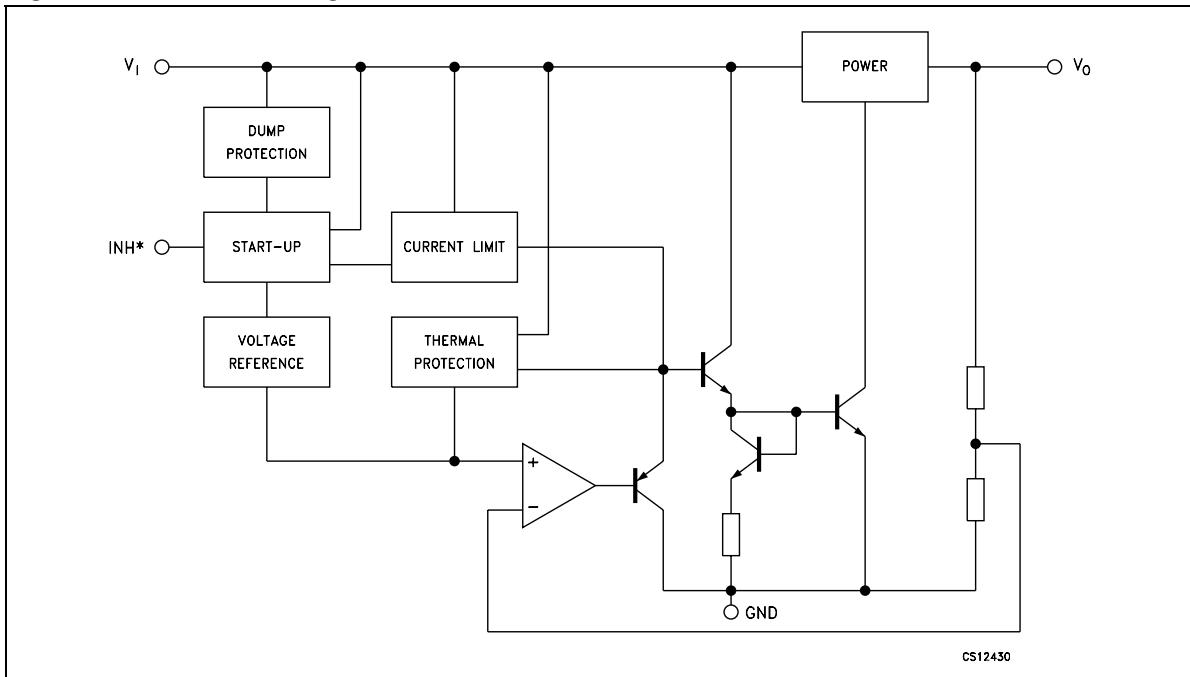 V_I
POWER
V_O
DUMP
PROTECTION
INH*
START-UP
CURRENT LIMIT
VOLTAGE
REFERENCE
THERMAL
PROTECTION
+
−
GND
CS12430